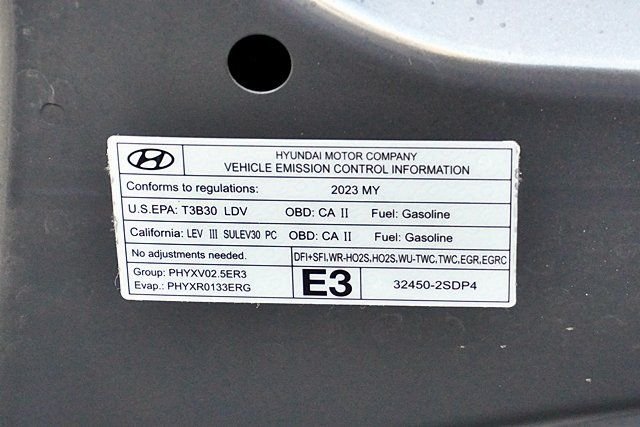 HYUNDAI MOTOR COMPANY
VEHICLE EMISSION CONTROL INFORMATION
Conforms to regulations: 2023 MY
U.S.EPA: T3B30 LDV OBD: CA II Fuel: Gasoline
California: LEV III SULEV30 PC OBD: CA II Fuel: Gasoline
No adjustments needed. DFI+SFI,WR-HO2S,HO2S,WU-TWC,TWC,EGR,EGRC
Group: PHYXV02.5ER3
Evap.: PHYXR0133ERG
E3 32450-2SDP4